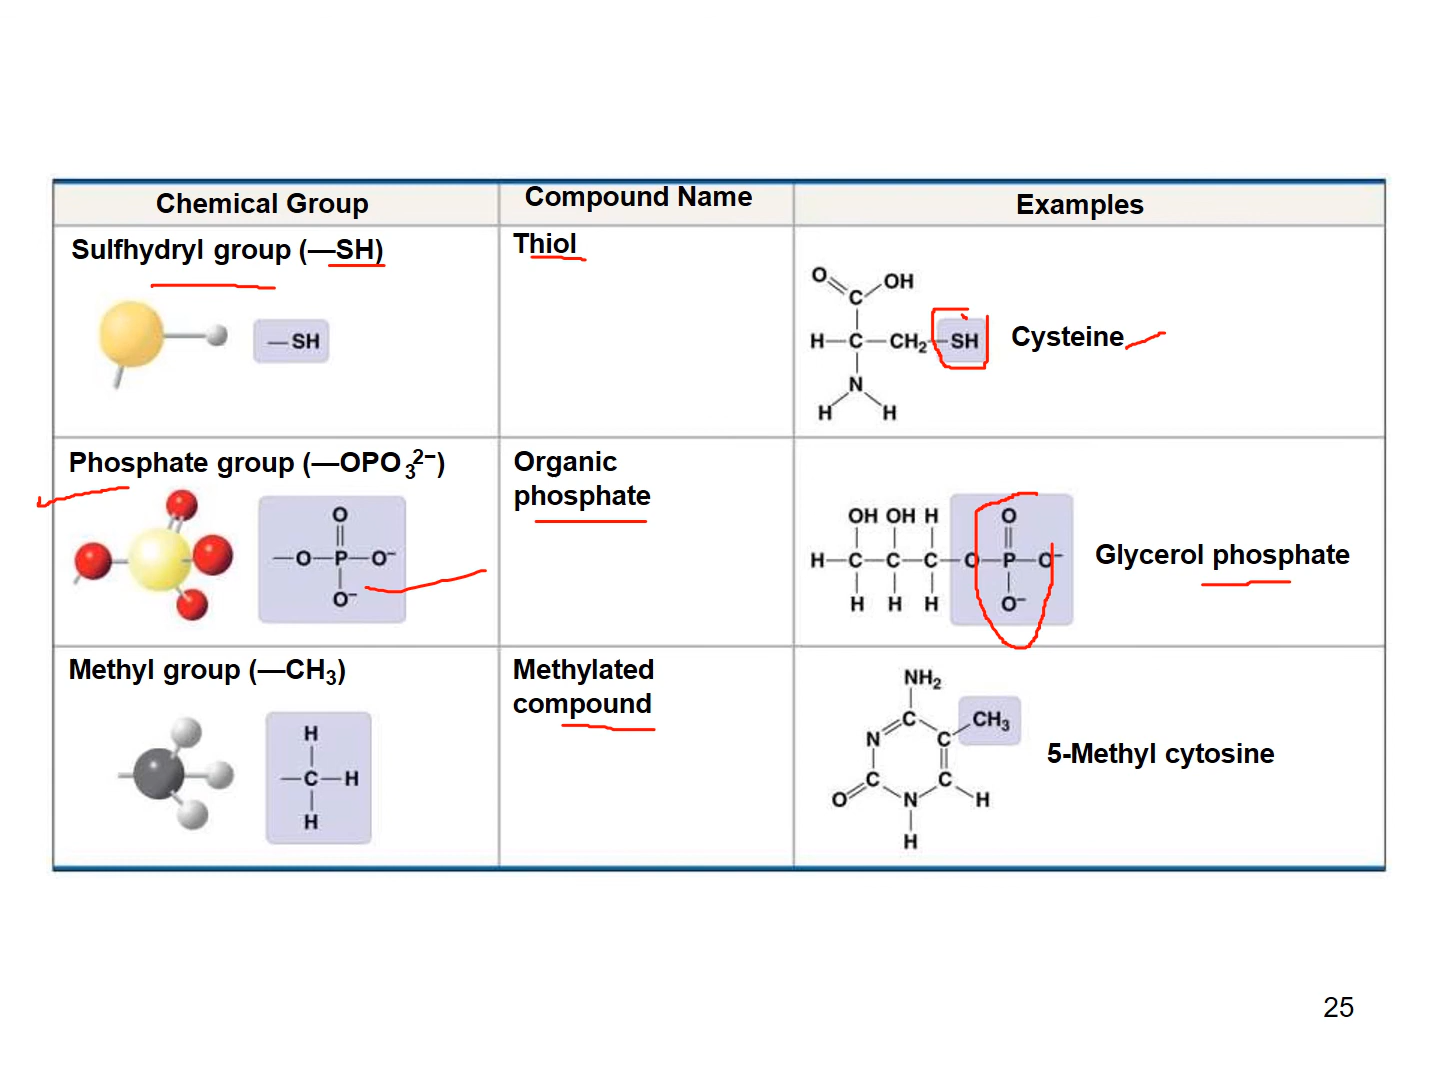 Chemical Group
Compound Name
Examples
Sulfhydryl group (—SH)
Thiol
—SH
O
OH
C
H—C—CH₂—SH
N
H H
Cysteine
Phosphate group (—OPO₃²⁻)
Organic
phosphate
O
—O—P—O⁻
O⁻
OH OH H O
H—C—C—C—O—P—O⁻
H H H O⁻
Glycerol phosphate
Methyl group (—CH₃)
Methylated
compound
H
—C—H
H
NH₂
C CH₃
N C
C C
O N H
H
5-Methyl cytosine
25